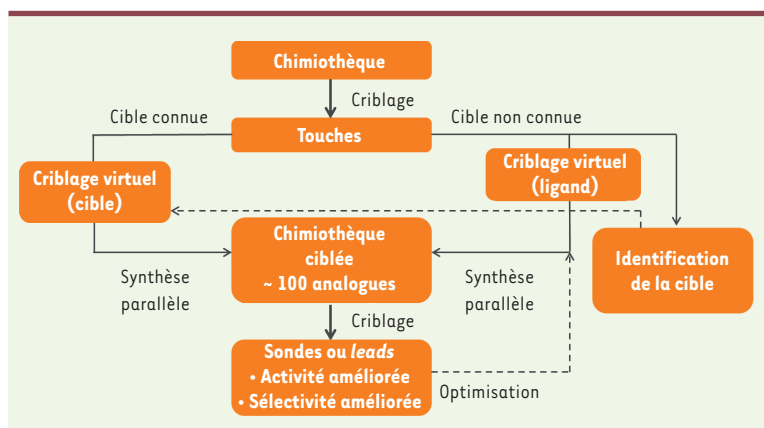 Chimiothèque
Criblage
Cible connue
Cible non connue
Touches
Criblage virtuel
(cible)
Criblage virtuel
(ligand)
Chimiothèque
ciblée
~ 100 analogues
Identification
de la cible
Synthèse
parallèle
Synthèse
parallèle
Criblage
Sondes ou leads
• Activité améliorée
• Sélectivité améliorée
Optimisation